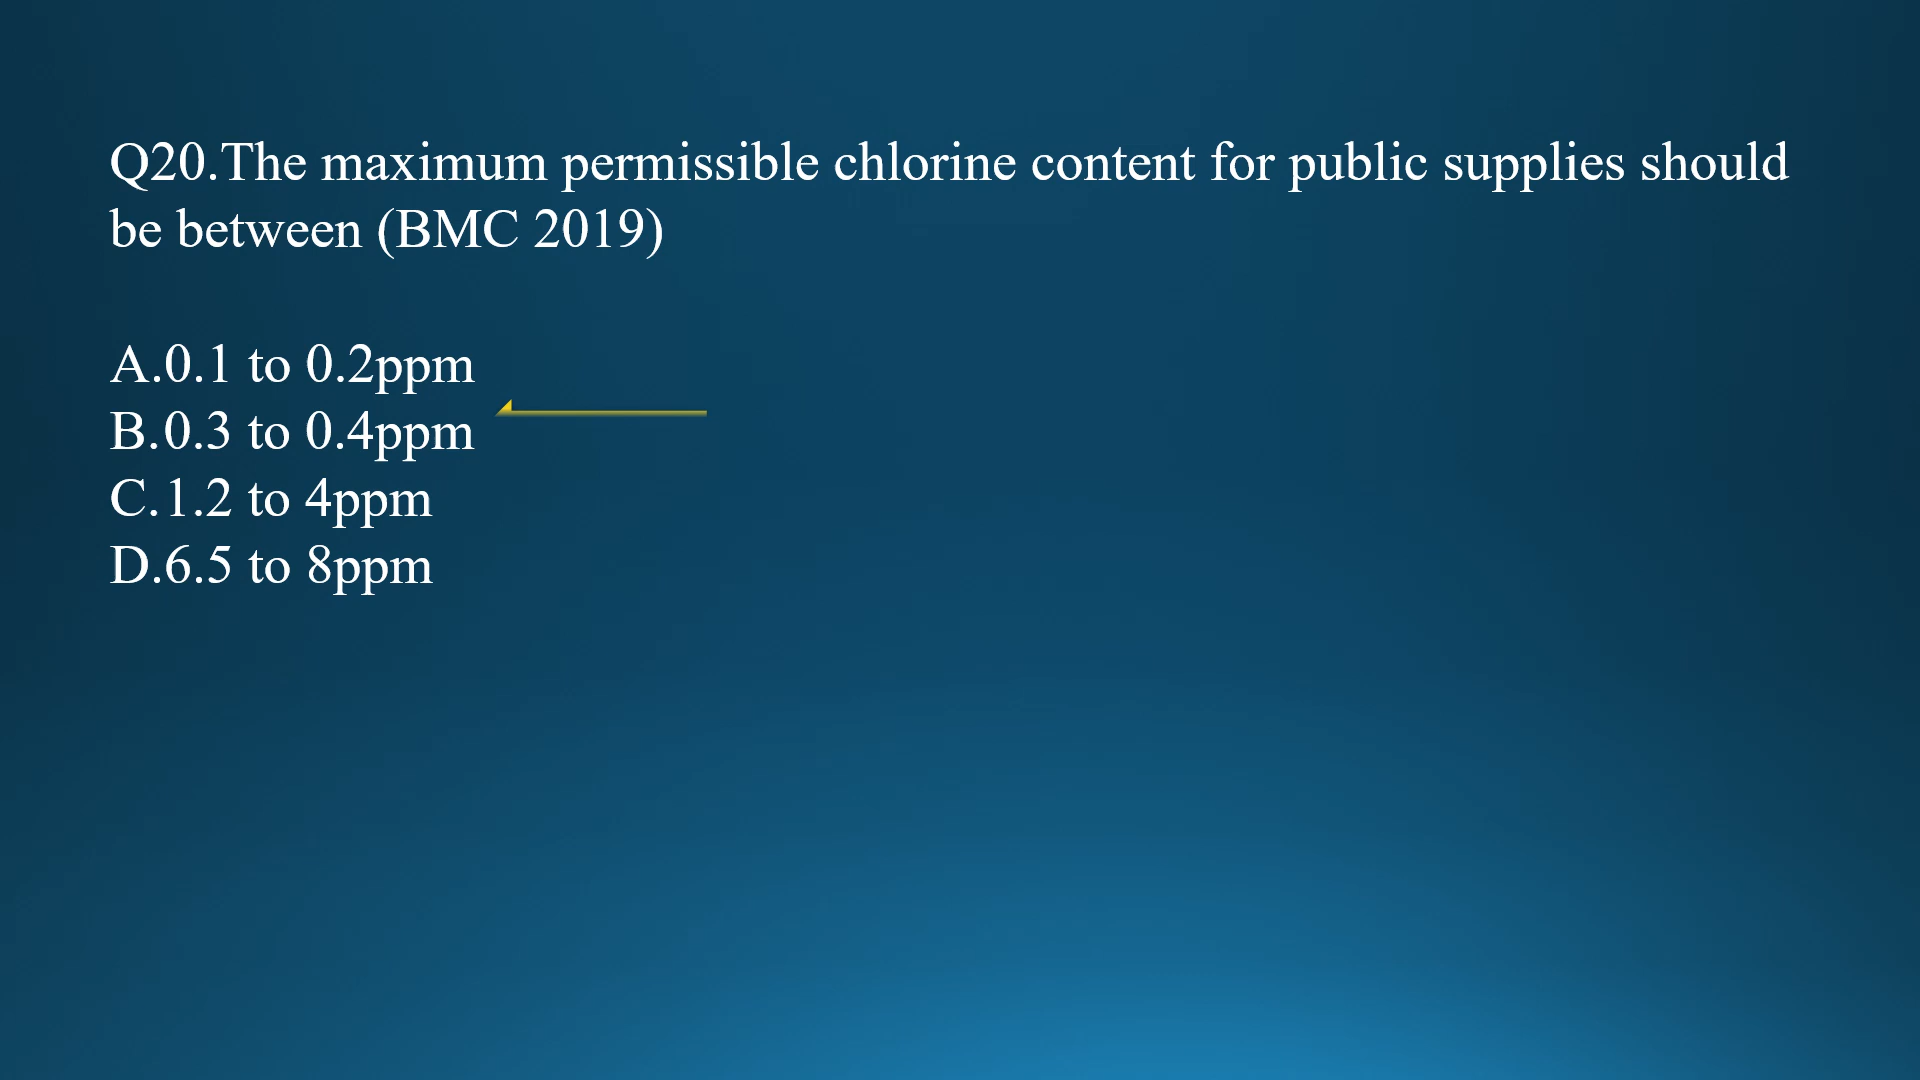 Q20.The maximum permissible chlorine content for public supplies should
be between (BMC 2019)
A.0.1 to 0.2ppm
B.0.3 to 0.4ppm
C.1.2 to 4ppm
D.6.5 to 8ppm